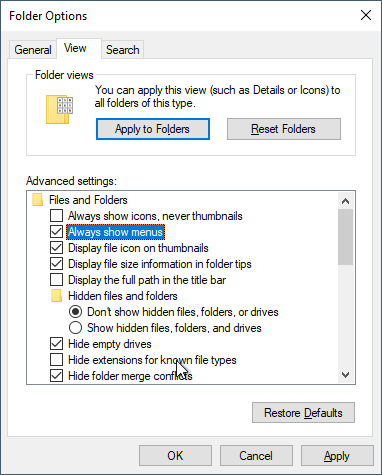 Folder Options
General
View
Search
Folder views
You can apply this view (such as Details or Icons) to
all folders of this type.
Apply to Folders
Reset Folders
Advanced settings:
Files and Folders
Always show icons, never thumbnails
Always show menus
Display file icon on thumbnails
Display file size information in folder tips
Display the full path in the title bar
Hidden files and folders
Don't show hidden files, folders, or drives
Show hidden files, folders, and drives
Hide empty drives
Hide extensions for known file types
Hide folder merge conflicts
Restore Defaults
OK
Cancel
Apply